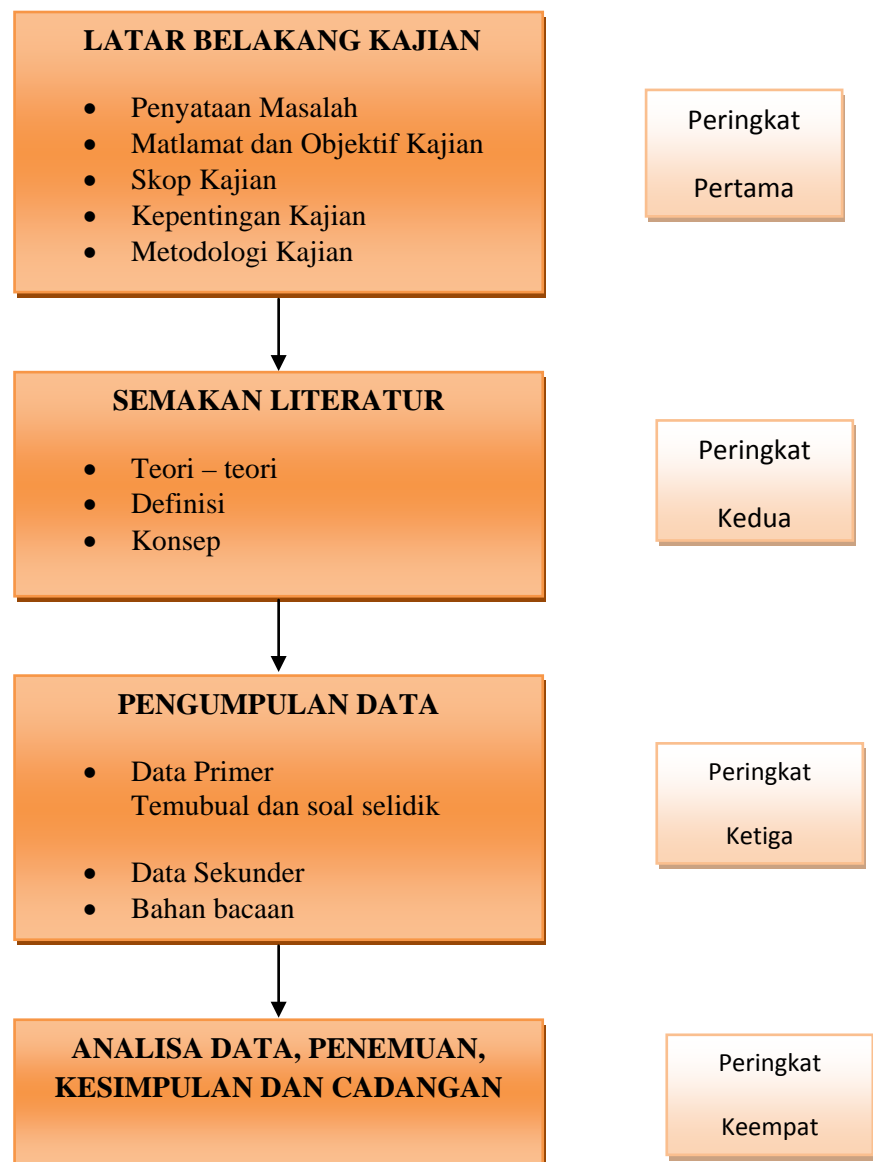 LATAR BELAKANG KAJIAN
• Penyataan Masalah
• Matlamat dan Objektif Kajian
• Skop Kajian
• Kepentingan Kajian
• Metodologi Kajian
Peringkat
Pertama
SEMAKAN LITERATUR
• Teori – teori
• Definisi
• Konsep
Peringkat
Kedua
PENGUMPULAN DATA
• Data Primer
Temubual dan soal selidik
• Data Sekunder
• Bahan bacaan
Peringkat
Ketiga
ANALISA DATA, PENEMUAN,
KESIMPULAN DAN CADANGAN
Peringkat
Keempat